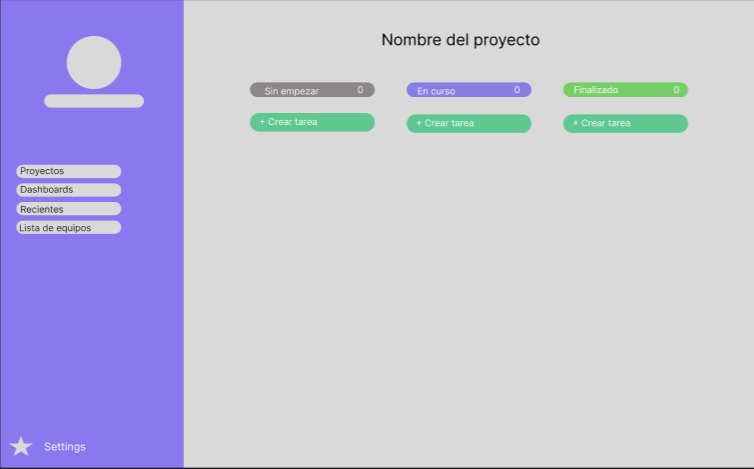 Nombre del proyecto
Sin empezar 0
En curso 0
Finalizado 0
+ Crear tarea
+ Crear tarea
+ Crear tarea
Proyectos
Dashboards
Recientes
Lista de equipos
Settings